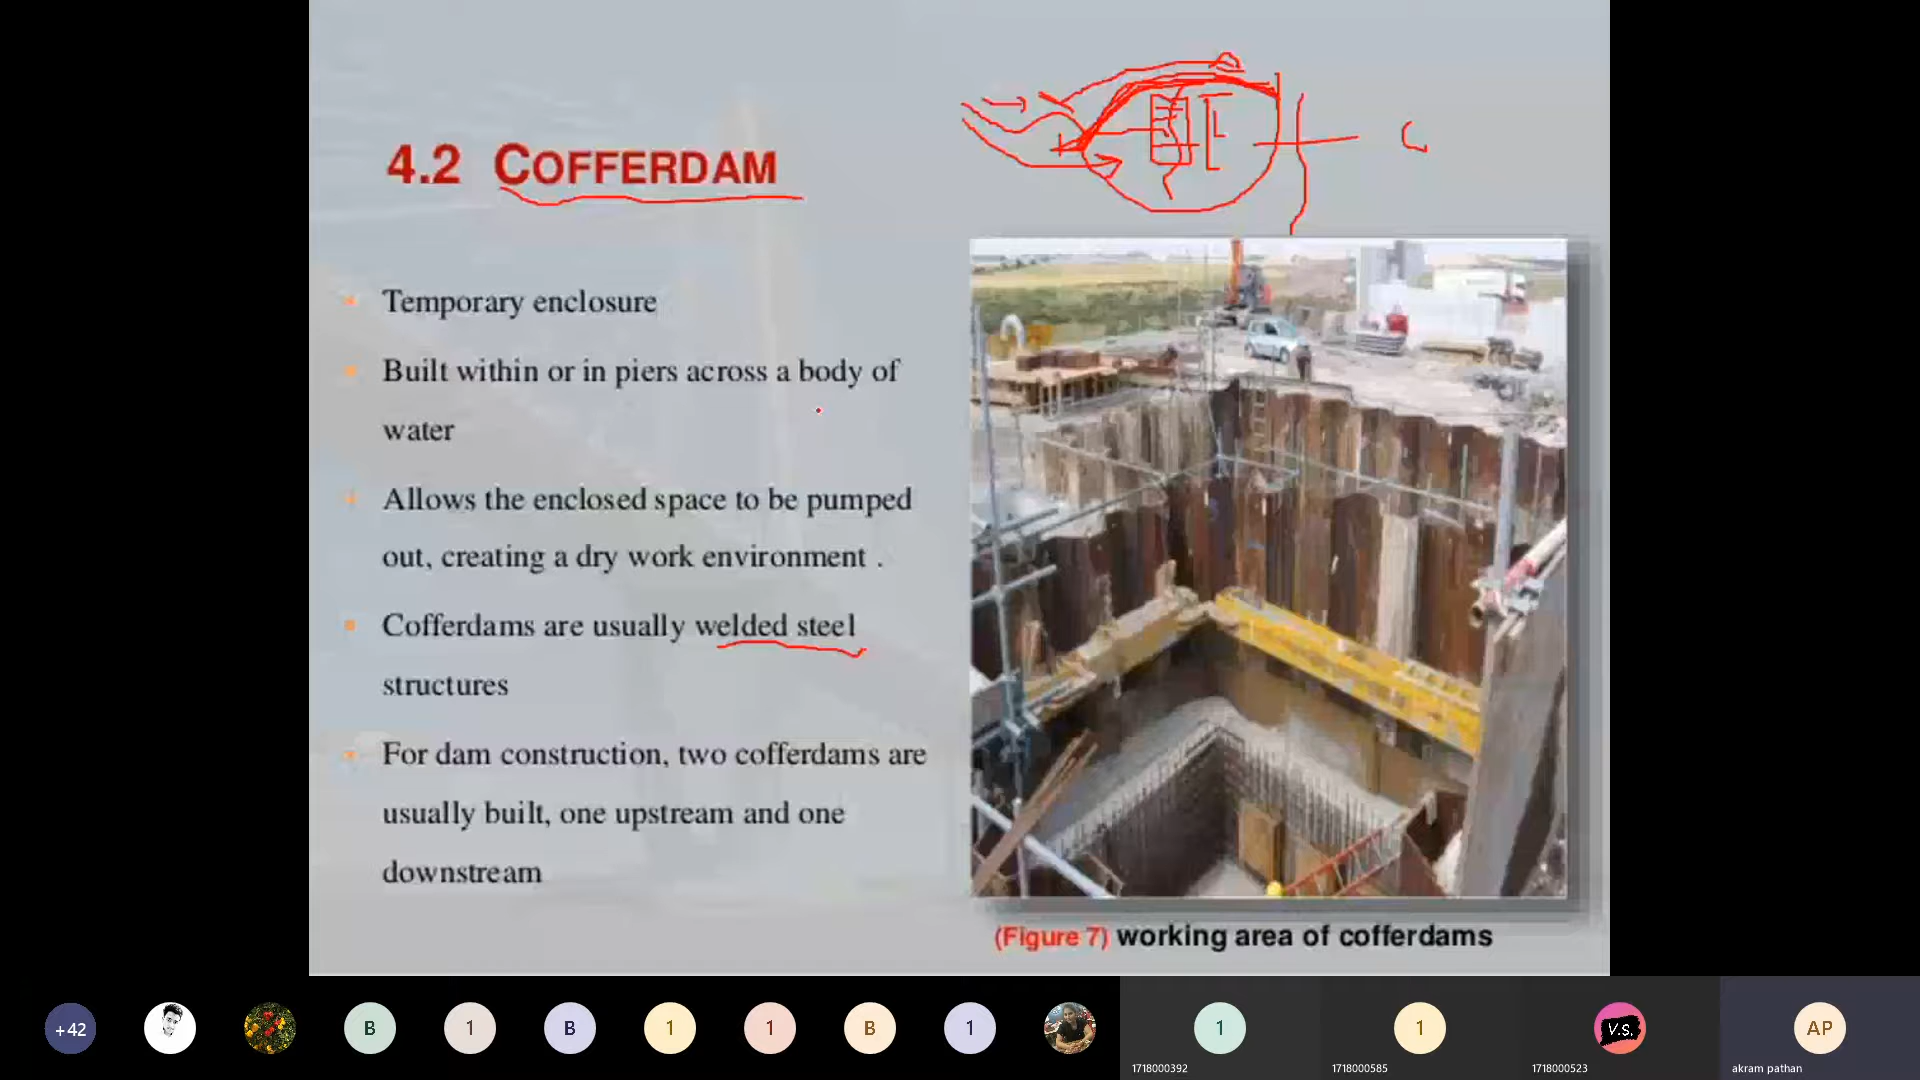 4.2 COFFERDAM
Temporary enclosure
Built within or in piers across a body of
water
Allows the enclosed space to be pumped
out, creating a dry work environment .
Cofferdams are usually welded steel
structures
For dam construction, two cofferdams are
usually built, one upstream and one
downstream
(Figure 7) working area of cofferdams
+42
B
1
B
1
1
B
1
1
1
V.S.
AP
1718000392
1718000585
1718000523
akram pathan